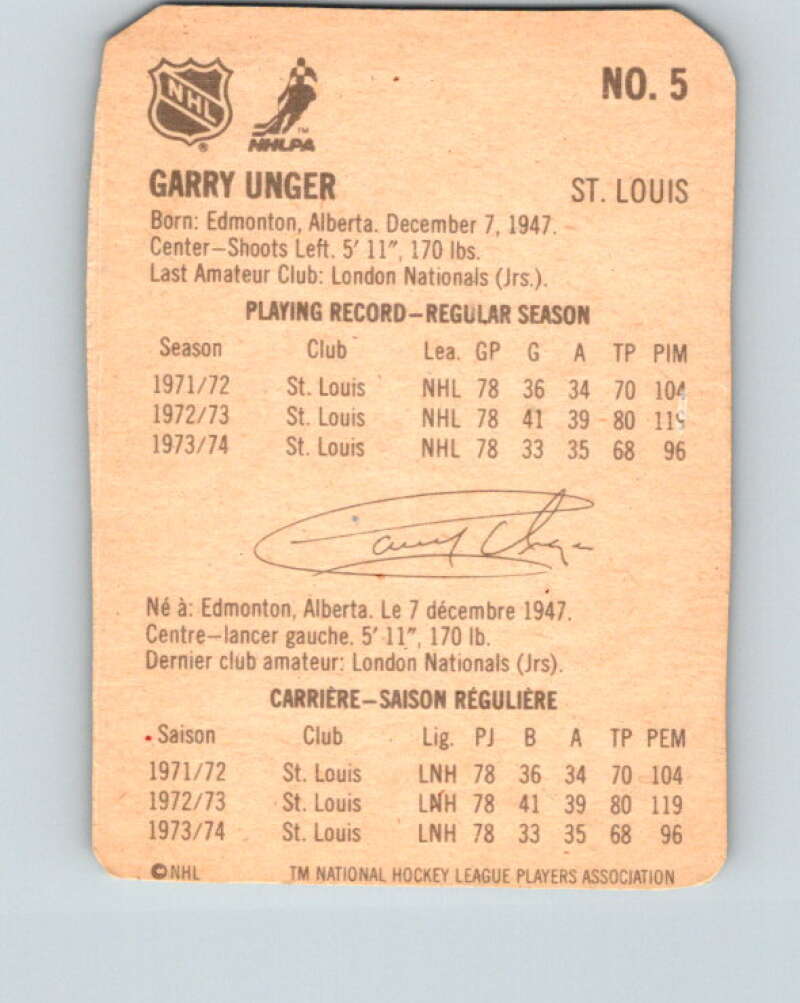 NHL
NHLPA
TM
NO. 5
GARRY UNGER ST. LOUIS
Born: Edmonton, Alberta. December 7, 1947.
Center—Shoots Left. 5′ 11″, 170 lbs.
Last Amateur Club: London Nationals (Jrs.).
PLAYING RECORD—REGULAR SEASON
Season Club Lea. GP G A TP PIM
1971/72 St. Louis NHL 78 36 34 70 104
1972/73 St. Louis NHL 78 41 39 80 119
1973/74 St. Louis NHL 78 33 35 68 96
Garry Unger
Né à: Edmonton, Alberta. Le 7 décembre 1947.
Centre—lancer gauche. 5′ 11″, 170 lb.
Dernier club amateur: London Nationals (Jrs).
CARRIÈRE—SAISON RÉGULIÈRE
Saison Club Lig. PJ B A TP PEM
1971/72 St. Louis LNH 78 36 34 70 104
1972/73 St. Louis LNH 78 41 39 80 119
1973/74 St. Louis LNH 78 33 35 68 96
©NHL TM NATIONAL HOCKEY LEAGUE PLAYERS ASSOCIATION